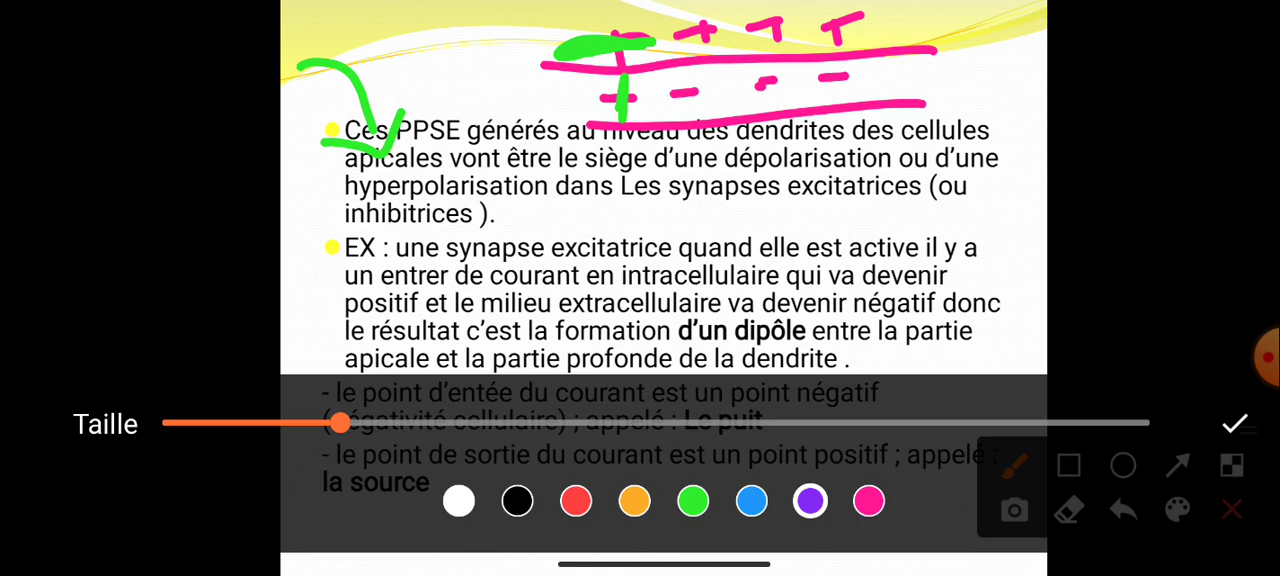 Ces PPSE générés au niveau des dendrites des cellules
apicales vont être le siège d'une dépolarisation ou d'une
hyperpolarisation dans Les synapses excitatrices (ou
inhibitrices ).
EX : une synapse excitatrice quand elle est active il y a
un entrer de courant en intracellulaire qui va devenir
positif et le milieu extracellulaire va devenir négatif donc
le résultat c'est la formation d'un dipôle entre la partie
apicale et la partie profonde de la dendrite .
- le point d'entée du courant est un point négatif
(négativité cellulaire) ; appelé : Le puit
Taille
- le point de sortie du courant est un point positif ; appelé :
la source